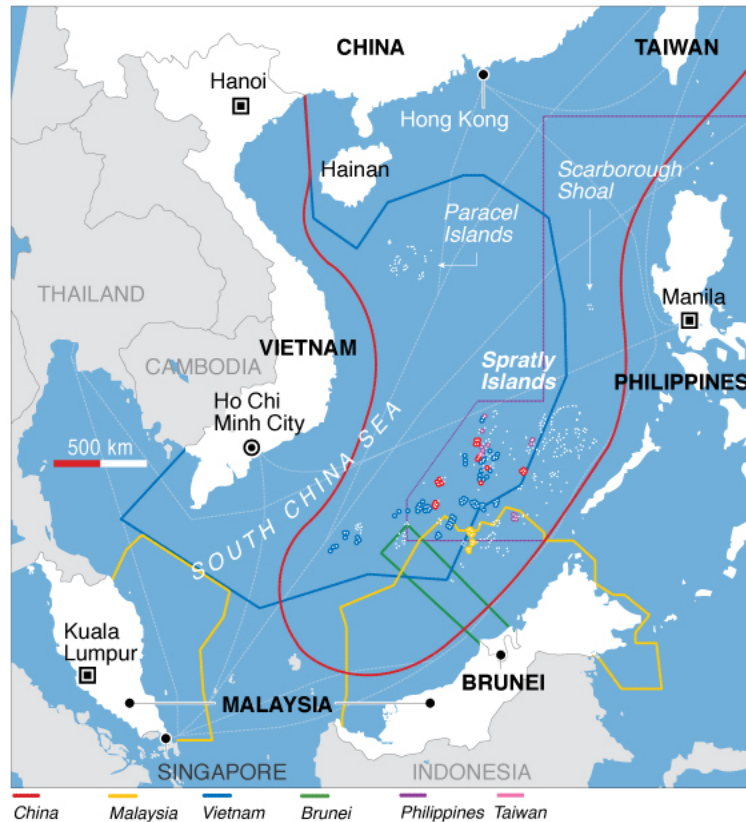 CHINA
TAIWAN
Hanoi
Hong Kong
Hainan
Scarborough
Shoal
Paracel
Islands
THAILAND
Manila
VIETNAM
CAMBODIA
Spratly
Islands
PHILIPPINES
Ho Chi
Minh City
500 km
SOUTH CHINA SEA
Kuala
Lumpur
BRUNEI
MALAYSIA
SINGAPORE
INDONESIA
China
Malaysia
Vietnam
Brunei
Philippines
Taiwan